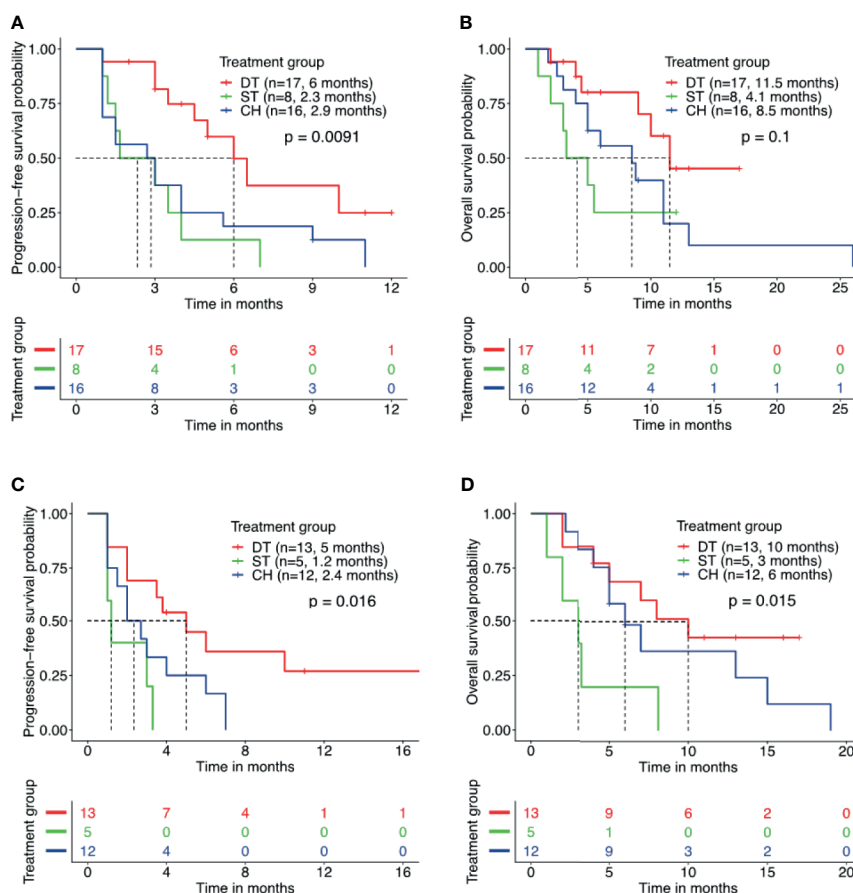 A
Progression-free survival probability
1.00
0.75
0.50
0.25
0.00
Treatment group
DT (n=17, 6 months)
ST (n=8, 2.3 months)
CH (n=16, 2.9 months)
p = 0.0091
0 3 6 9 12
Time in months
Treatment group
17 15 6 3 1
8 4 1 0 0
16 8 3 3 0
0 3 6 9 12
Time in months
B
Overall survival probability
1.00
0.75
0.50
0.25
0.00
Treatment group
DT (n=17, 11.5 months)
ST (n=8, 4.1 months)
CH (n=16, 8.5 months)
p = 0.1
0 5 10 15 20 25
Time in months
Treatment group
17 11 7 1 0 0
8 4 2 0 0 0
16 12 4 1 1 1
0 5 10 15 20 25
Time in months
C
Progression-free survival probability
1.00
0.75
0.50
0.25
0.00
Treatment group
DT (n=13, 5 months)
ST (n=5, 1.2 months)
CH (n=12, 2.4 months)
p = 0.016
0 4 8 12 16
Time in months
Treatment group
13 7 4 1 1
5 0 0 0 0
12 4 0 0 0
0 4 8 12 16
Time in months
D
Overall survival probability
1.00
0.75
0.50
0.25
0.00
Treatment group
DT (n=13, 10 months)
ST (n=5, 3 months)
CH (n=12, 6 months)
p = 0.015
0 5 10 15 20
Time in months
Treatment group
13 9 6 2 0
5 1 0 0 0
12 9 3 2 0
0 5 10 15 20
Time in months